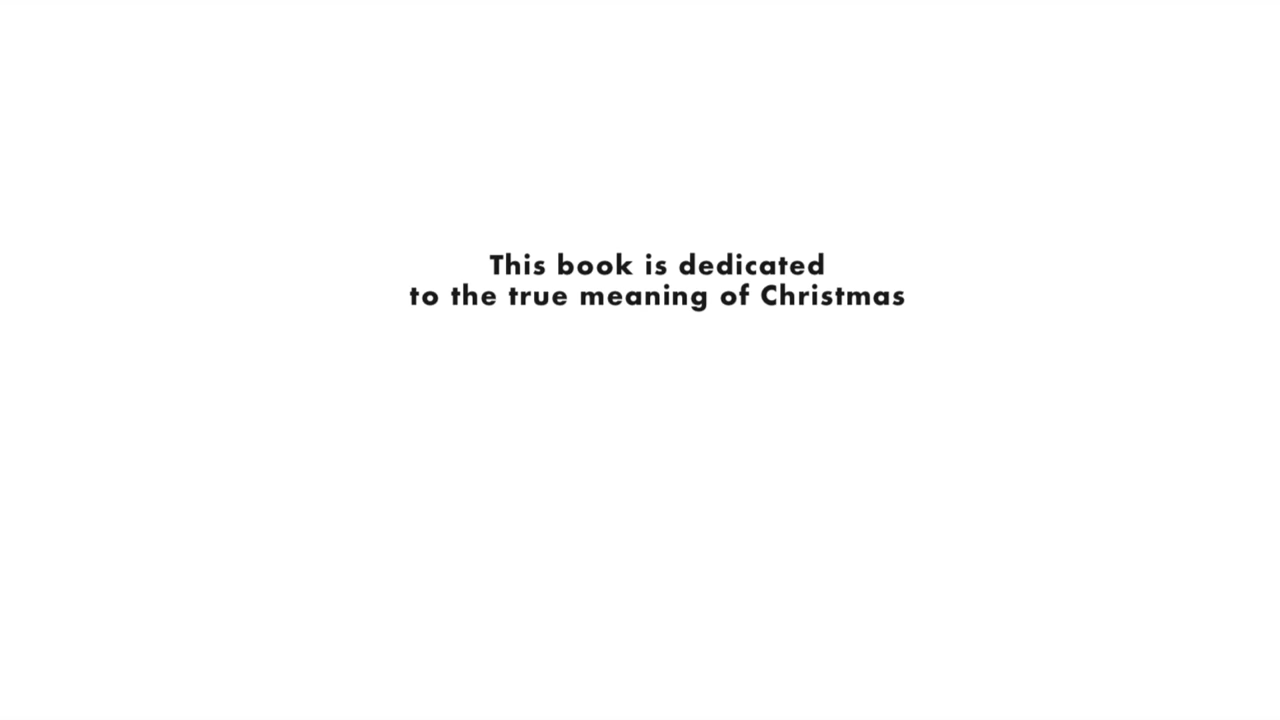 This book is dedicated
to the true meaning of Christmas